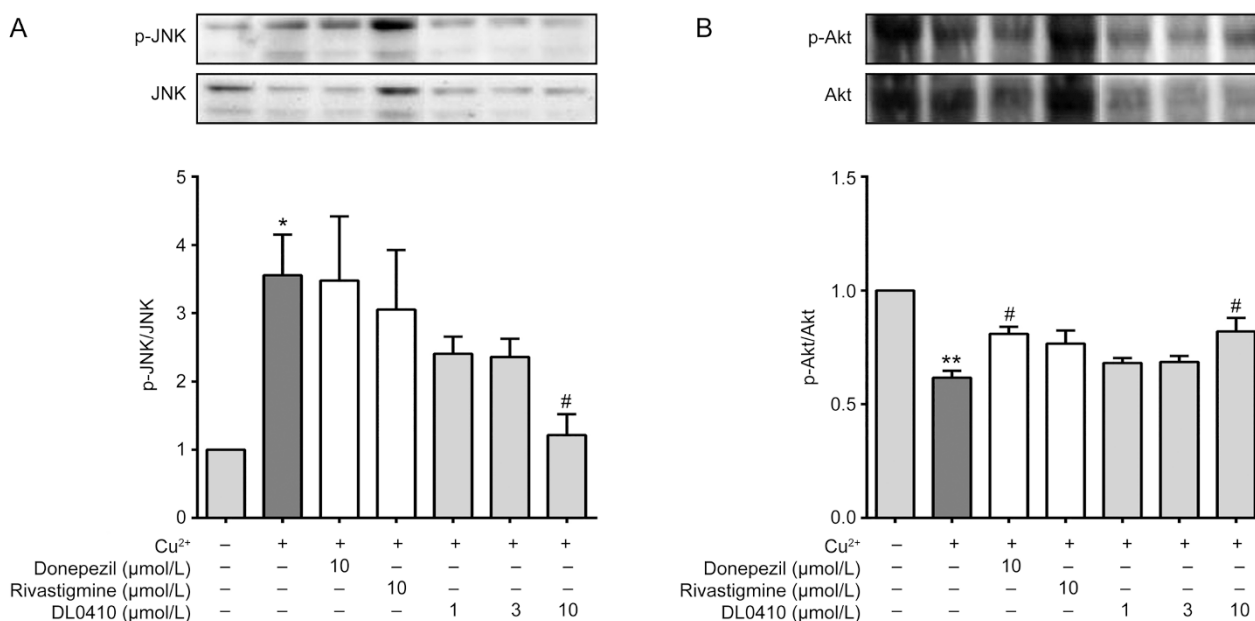 A
p-JNK
JNK
5
4
3
2
1
0
p-JNK/JNK
*
#
Cu²⁺ – + + + + + +
Donepezil (μmol/L) – – 10 – – – –
Rivastigmine (μmol/L) – – – 10 – – –
DL0410 (μmol/L) – – – – 1 3 10
B
p-Akt
Akt
1.5
1.0
0.5
0.0
p-Akt/Akt
**
#
#
Cu²⁺ – + + + + + +
Donepezil (μmol/L) – – 10 – – – –
Rivastigmine (μmol/L) – – – 10 – – –
DL0410 (μmol/L) – – – – 1 3 10